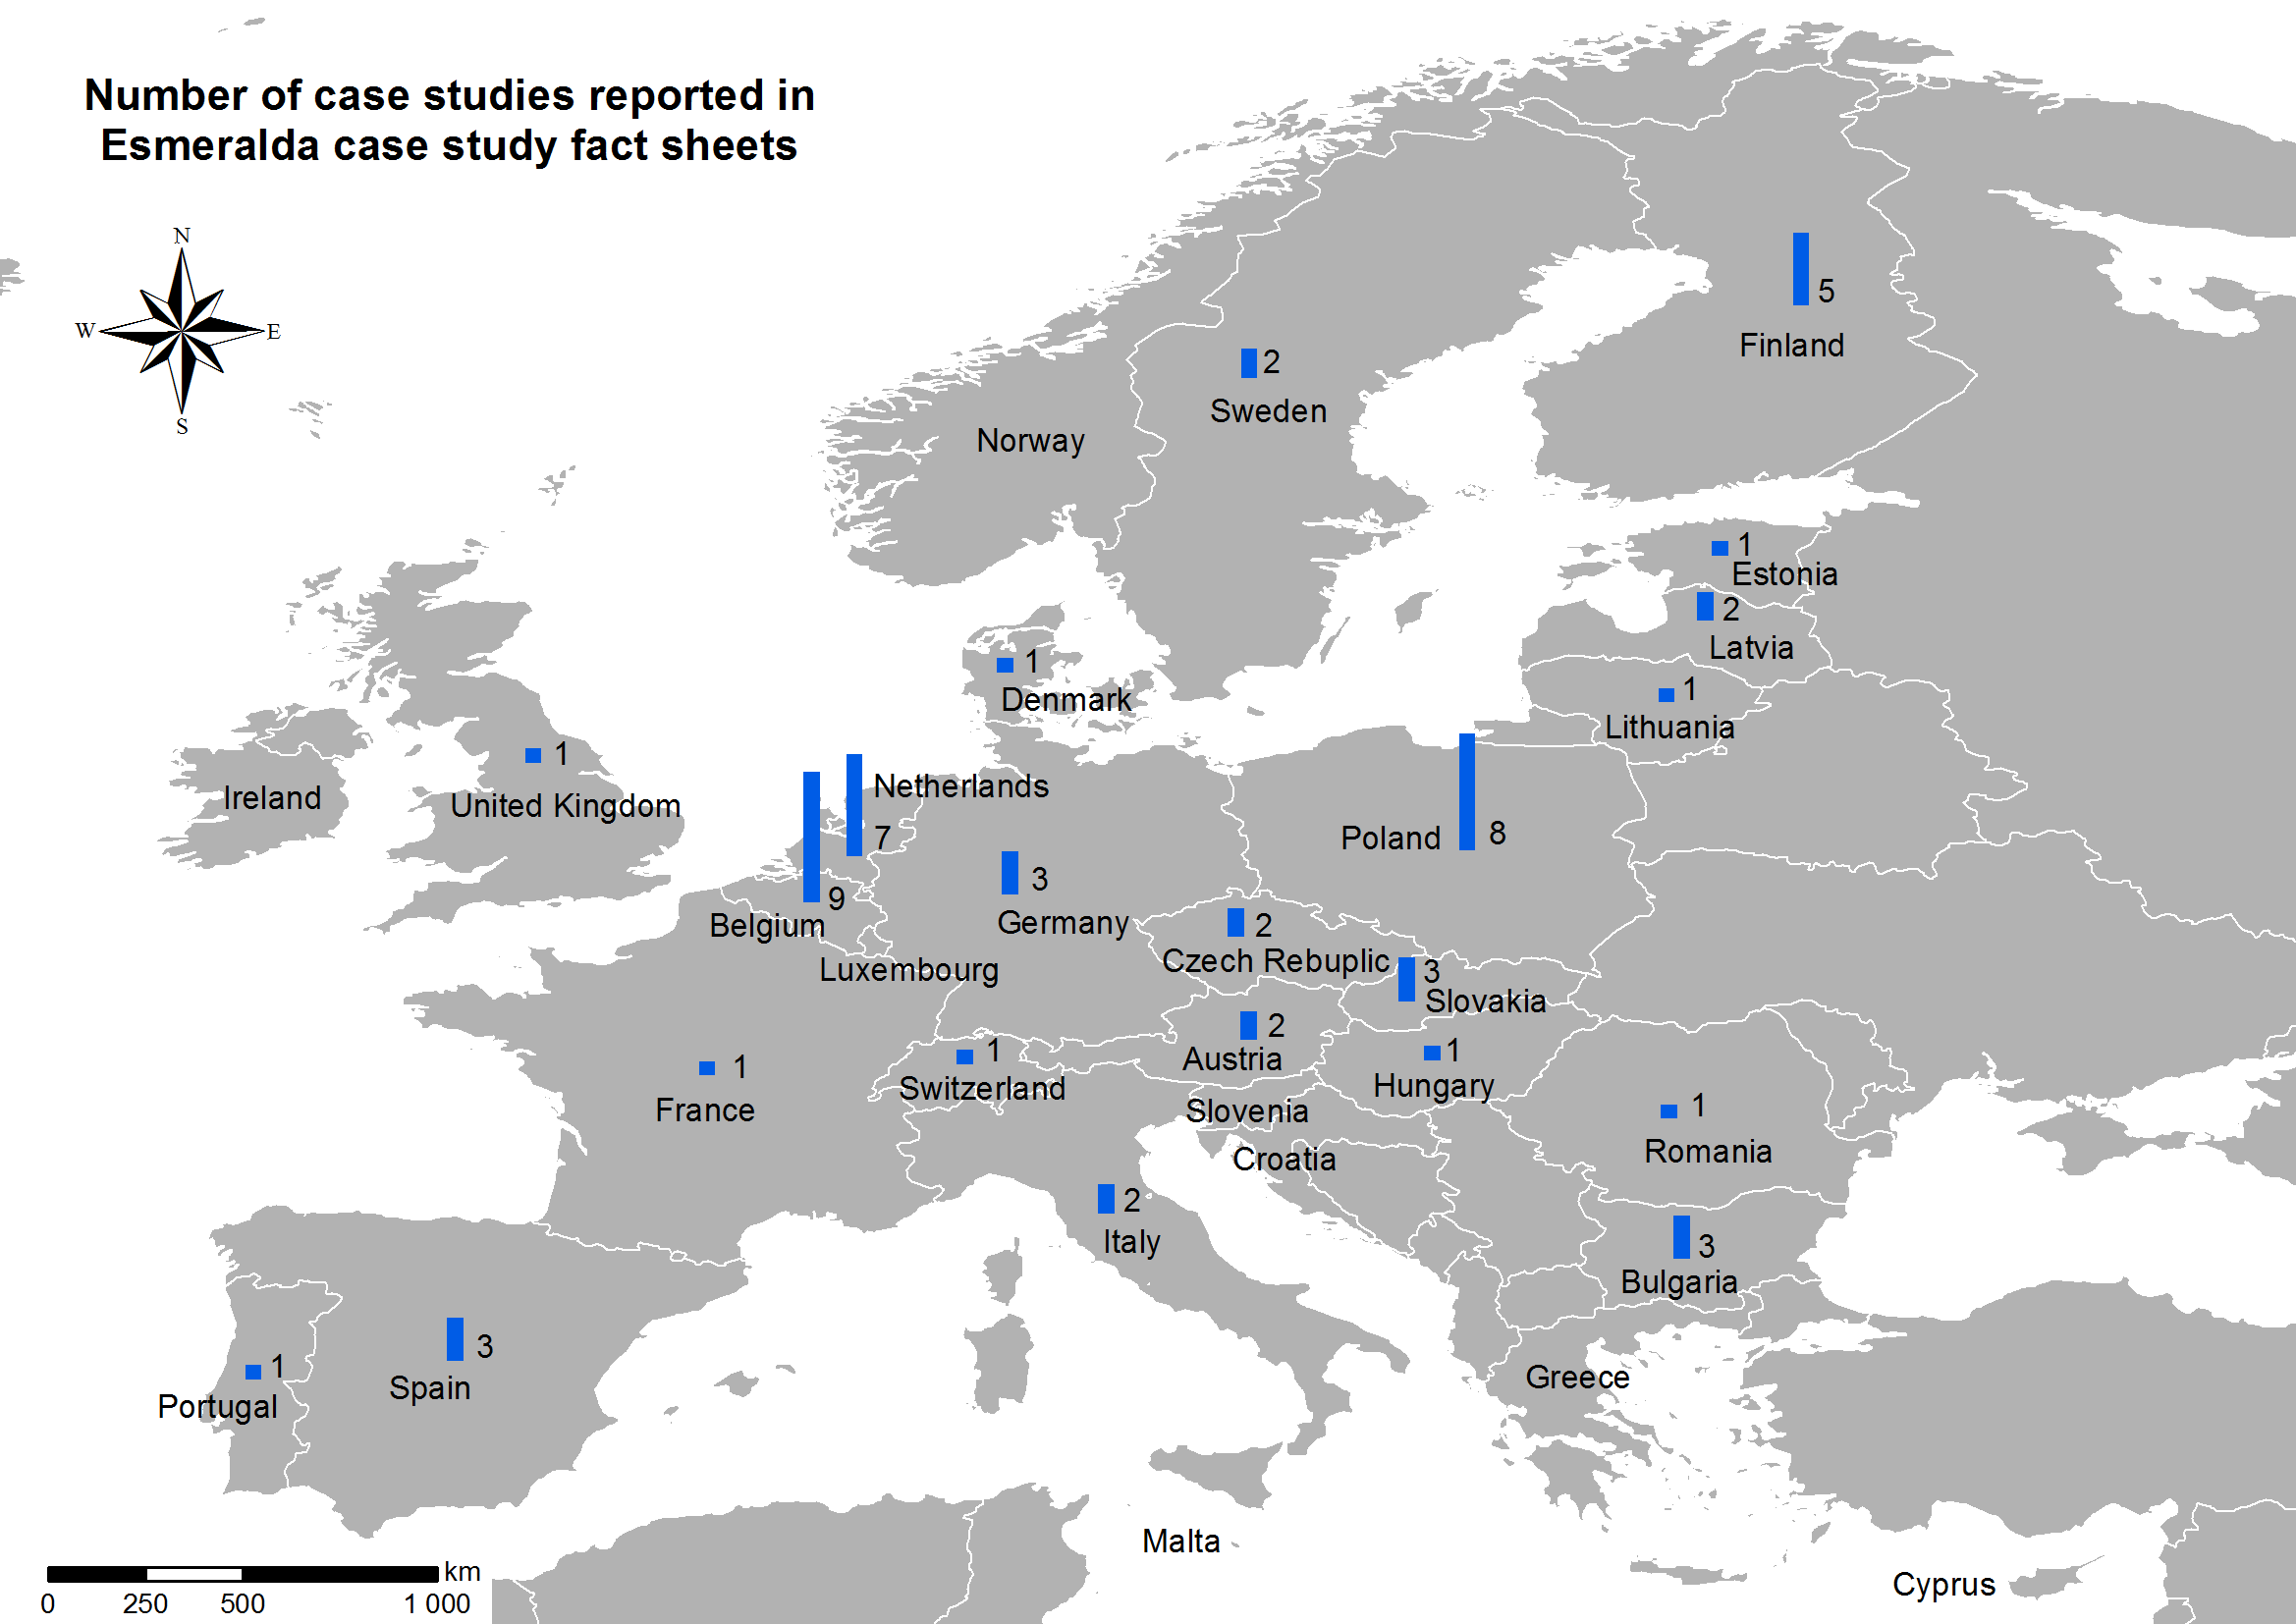 Number of case studies reported in
Esmeralda case study fact sheets
N
W
E
S
5
Finland
2
Sweden
Norway
1
Estonia
2
Latvia
1
Denmark
1
Lithuania
1
United Kingdom
Ireland
Netherlands
7
Poland
8
3
Germany
9
Belgium
2
Czech Rebuplic
Luxembourg
3
Slovakia
2
Austria
1
Switzerland
1
Hungary
1
France
Slovenia
1
Romania
Croatia
2
Italy
3
Bulgaria
3
Spain
1
Portugal
Greece
Malta
Cyprus
km
0 250 500 1 000